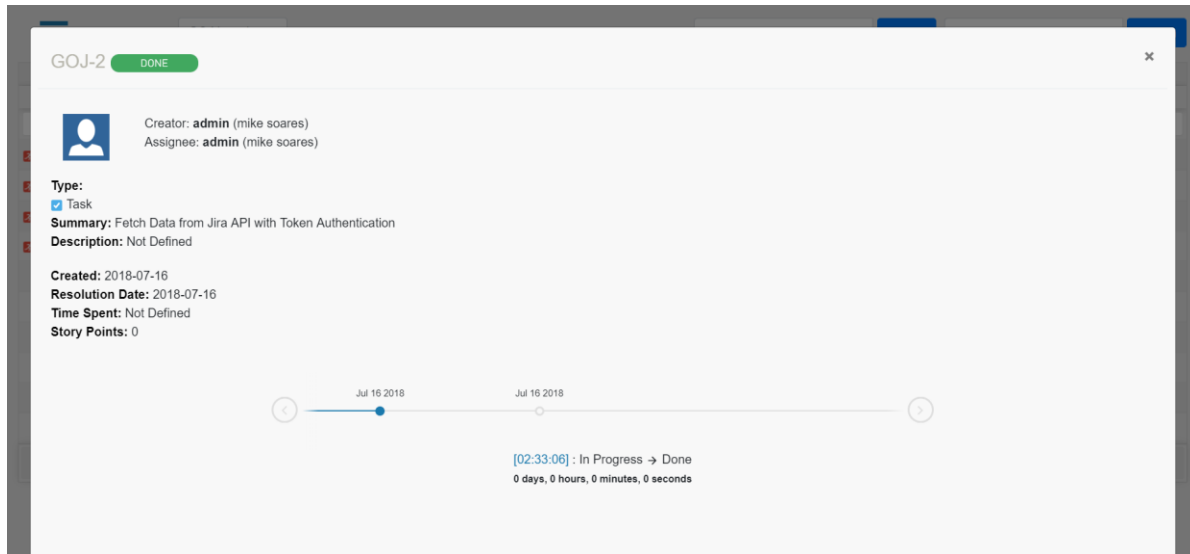 GOJ-2 DONE ×
Creator: admin (mike soares)
Assignee: admin (mike soares)
Type:
Task
Summary: Fetch Data from Jira API with Token Authentication
Description: Not Defined
Created: 2018-07-16
Resolution Date: 2018-07-16
Time Spent: Not Defined
Story Points: 0
Jul 16 2018 Jul 16 2018
[02:33:06] : In Progress → Done
0 days, 0 hours, 0 minutes, 0 seconds